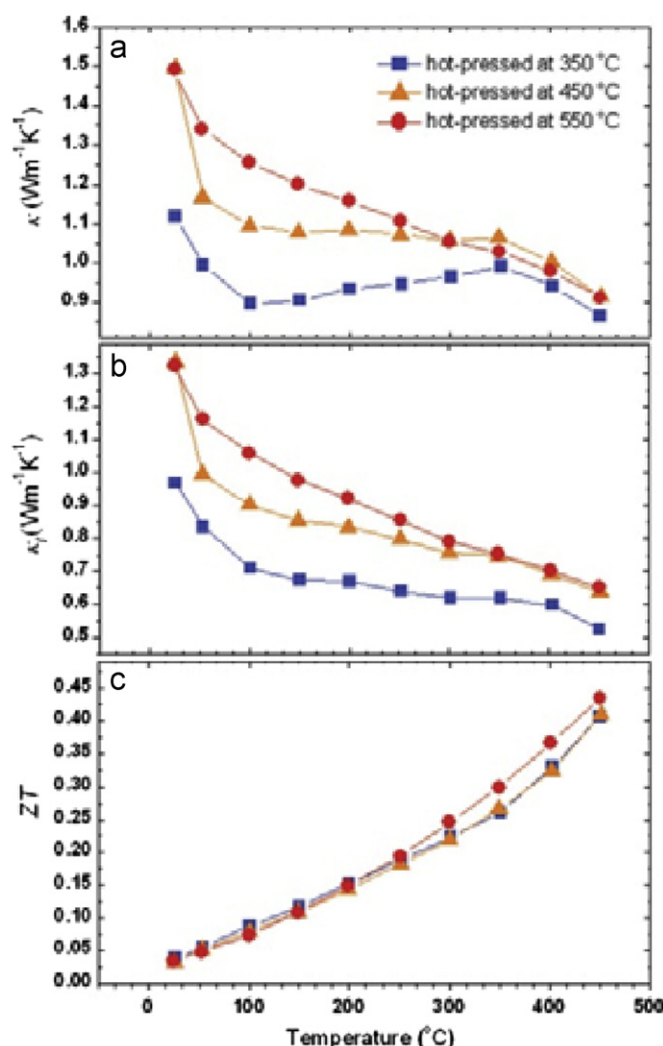 a
hot-pressed at 350 °C
hot-pressed at 450 °C
hot-pressed at 550 °C
κ (Wm⁻¹K⁻¹)
1.6
1.5
1.4
1.3
1.2
1.1
1.0
0.9
b
κₗ (Wm⁻¹K⁻¹)
1.3
1.2
1.1
1.0
0.9
0.8
0.7
0.6
0.5
c
ZT
0.45
0.40
0.35
0.30
0.25
0.20
0.15
0.10
0.05
0.00
0 100 200 300 400 500
Temperature (°C)